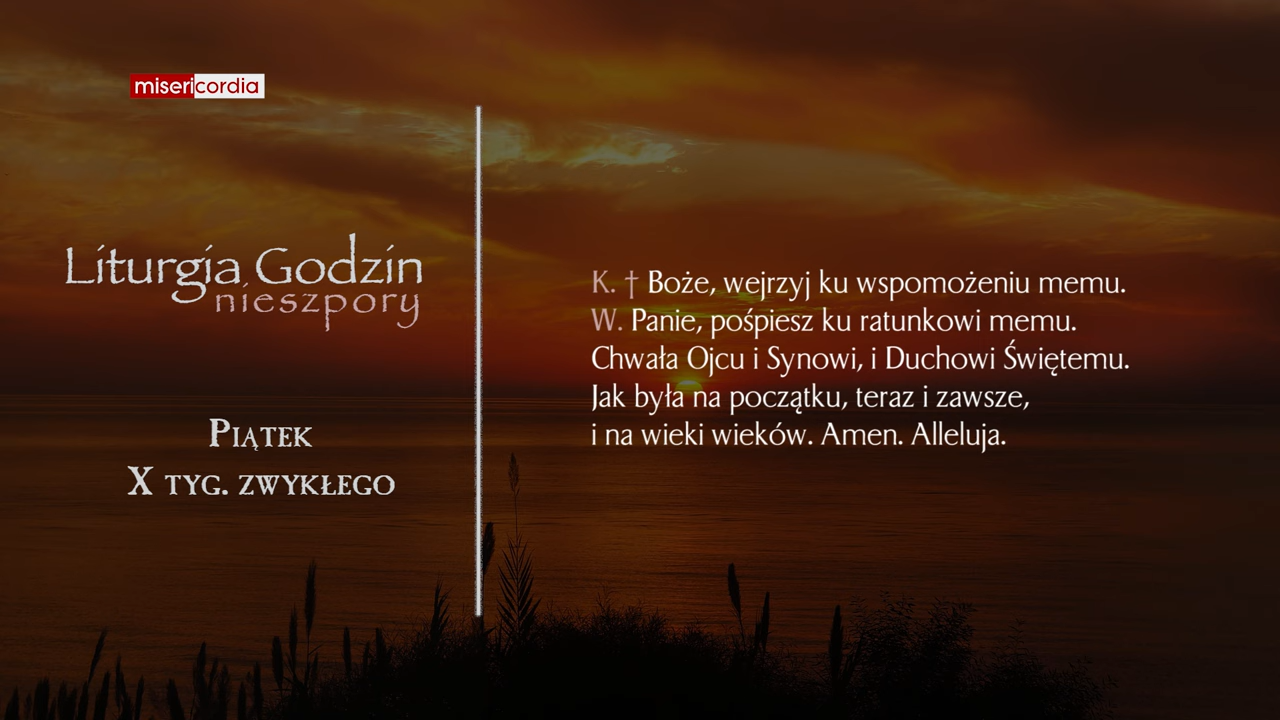 misericordia
Liturgia Godzin
nieszpory
Piątek
X tyg. zwykłego
K. † Boże, wejrzyj ku wspomożeniu memu.
W. Panie, pośpiesz ku ratunkowi memu.
Chwała Ojcu i Synowi, i Duchowi Świętemu.
Jak była na początku, teraz i zawsze,
i na wieki wieków. Amen. Alleluja.